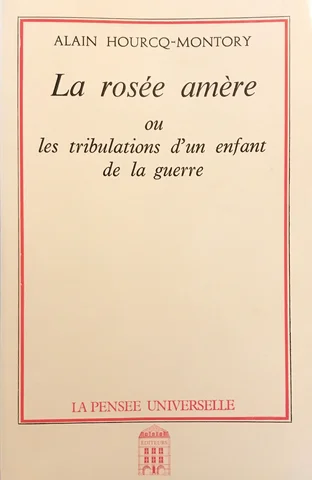 ALAIN HOURCQ-MONTORY
La rosée amère
ou
les tribulations d'un enfant
de la guerre
LA PENSEE UNIVERSELLE
EDITEURS